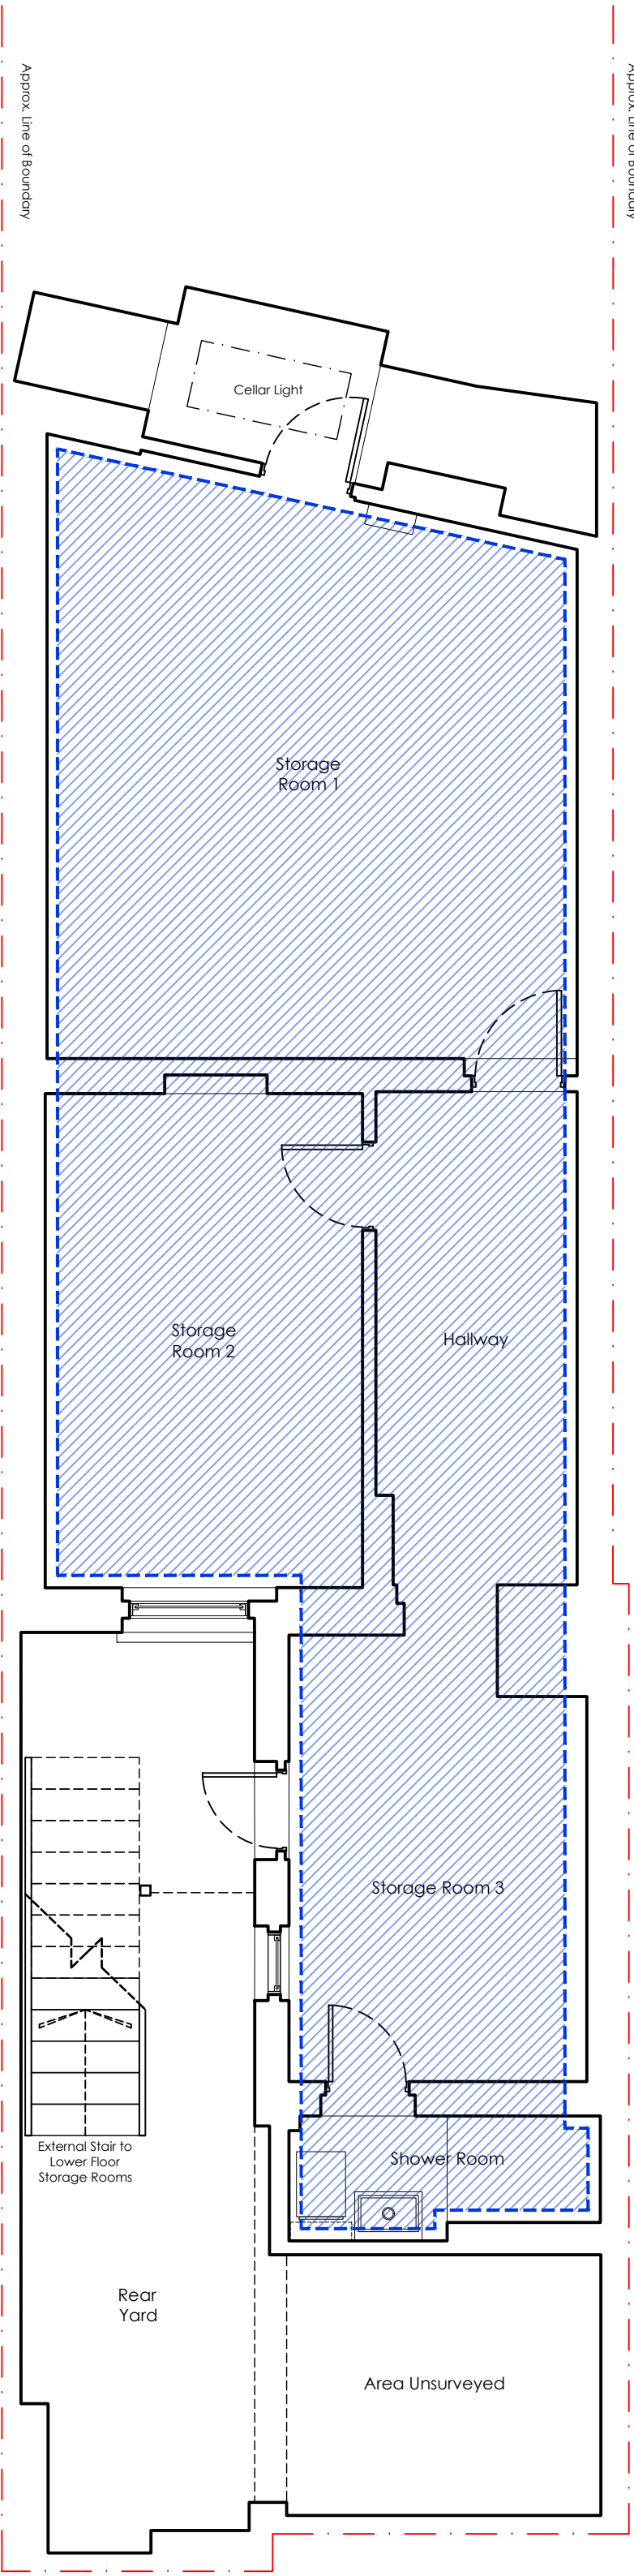 Approx. Line of Boundary
Approx. Line of Boundary
Cellar Light
Storage
Room 1
Storage
Room 2
Hallway
Storage Room 3
External Stair to
Lower Floor
Storage Rooms
Shower Room
Rear
Yard
Area Unsurveyed